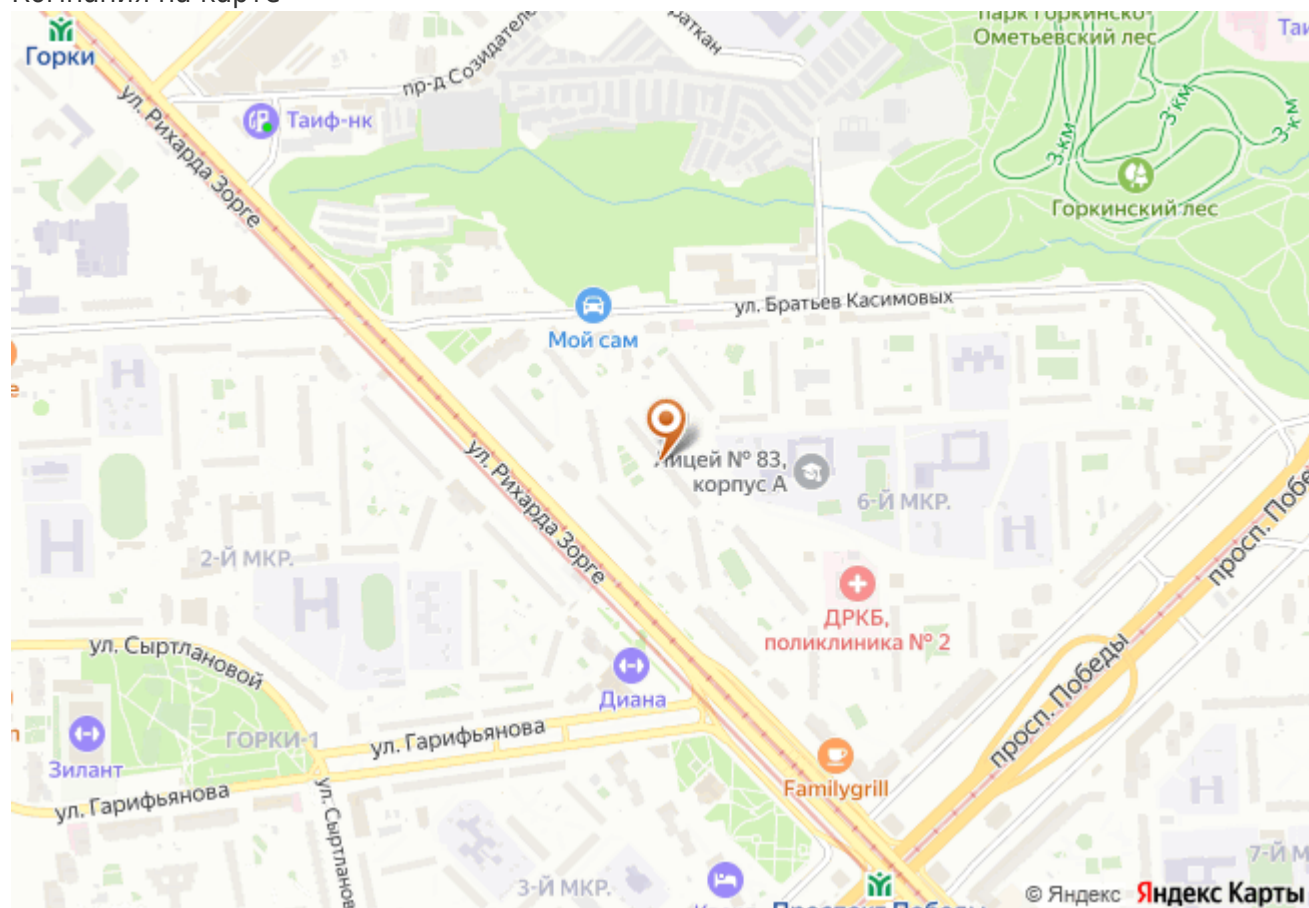 Горки
пр-д Созидателей
Парк Горкинско-
Ометьевский лес
Таиф-нк
ул. Рихарда Зорге
3-км
3 км
3-км
Горкинский лес
ул. Братьев Касимовых
Мой сам
Лицей № 83,
корпус А
6-Й МКР.
ул. Рихарда Зорге
2-Й МКР.
просп. Победы
ДРКБ,
поликлиника № 2
ул. Сыртлановой
Диана
просп. Победы
ГОРКИ-1
ул. Гарифьянова
Зилант
Familygrill
ул. Гарифьянова
3-Й МКР.
7-Й М
© Яндекс Яндекс Карты